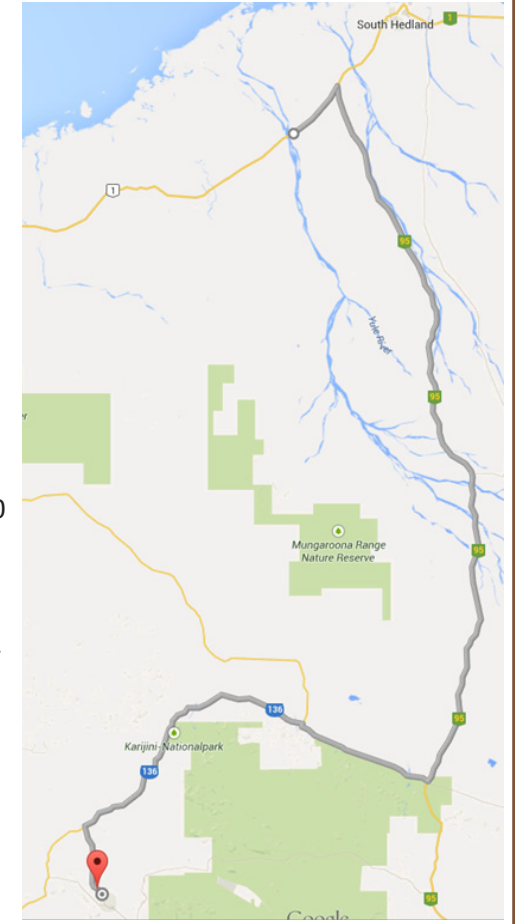 South Hedland
1
1
95
Yule River
95
0
95
Mungaroona Range
Nature Reserve
136
95
Karijini-Nationalpark
136
95
Google